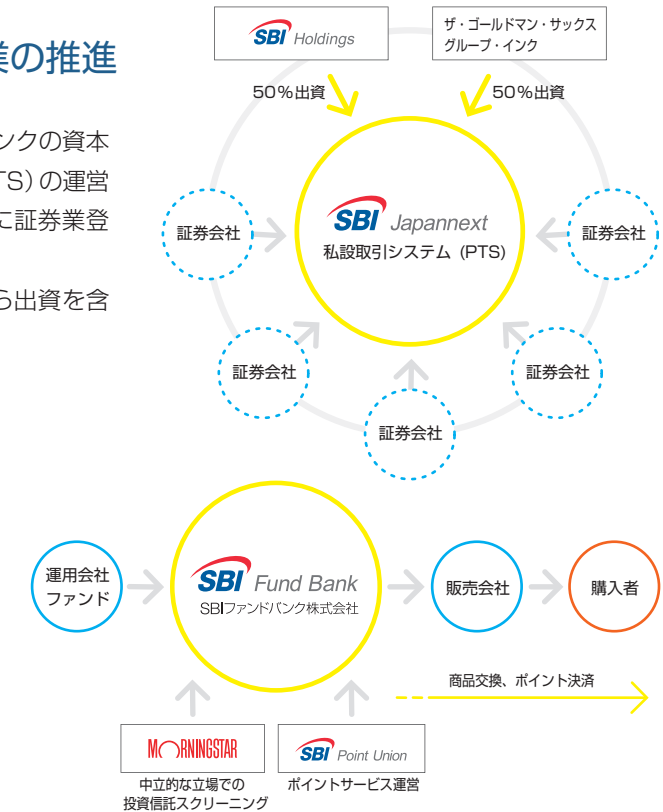 業の推進
ンクの資本
TS)の運営
に証券業登
ら出資を含
SBI Holdings
ザ・ゴールドマン・サックス
グループ・インク
50%出資
50%出資
SBI Japannext
私設取引システム (PTS)
証券会社
証券会社
証券会社
証券会社
証券会社
運用会社
ファンド
SBI Fund Bank
SBIファンドバンク株式会社
販売会社
購入者
商品交換、ポイント決済
MORNINGSTAR
中立的な立場での
投資信託スクリーニング
SBI Point Union
ポイントサービス運営